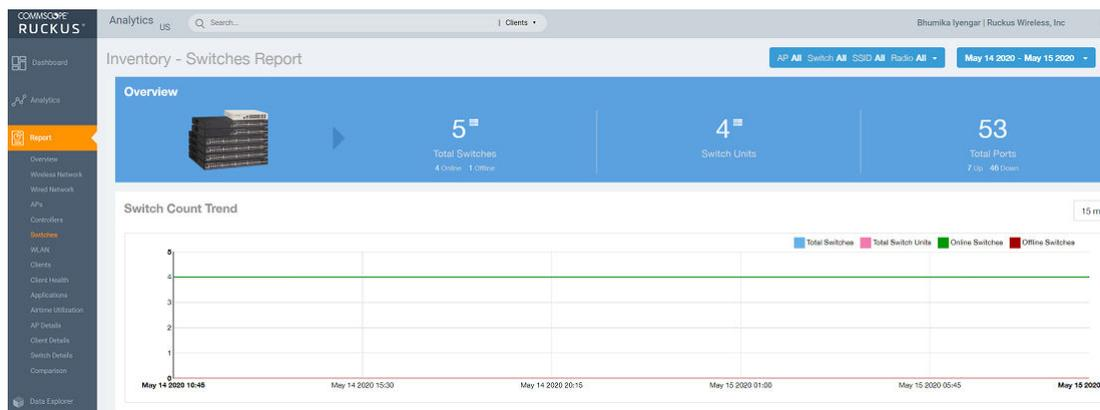 COMMSCOPE
RUCKUS
Analytics US
Search...
Clients
Bhumika Iyengar | Ruckus Wireless, Inc
Dashboard
Analytics
Report
Overview
Wireless Network
Wired Network
APs
Controllers
Switches
WLAN
Clients
Client Health
Applications
Airtime Utilization
AP Details
Client Details
Switch Details
Comparison
Data Explorer
Inventory - Switches Report
AP All Switch All SSID All Radio All
May 14 2020 - May 15 2020
Overview
5
Total Switches
4 Online 1 Offline
4
Switch Units
53
Total Ports
7 Up 46 Down
Switch Count Trend
15 m
Total Switches Total Switch Units Online Switches Offline Switches
5
4
3
2
1
0
May 14 2020 10:45 May 14 2020 15:30 May 14 2020 20:15 May 15 2020 01:00 May 15 2020 05:45 May 15 2020